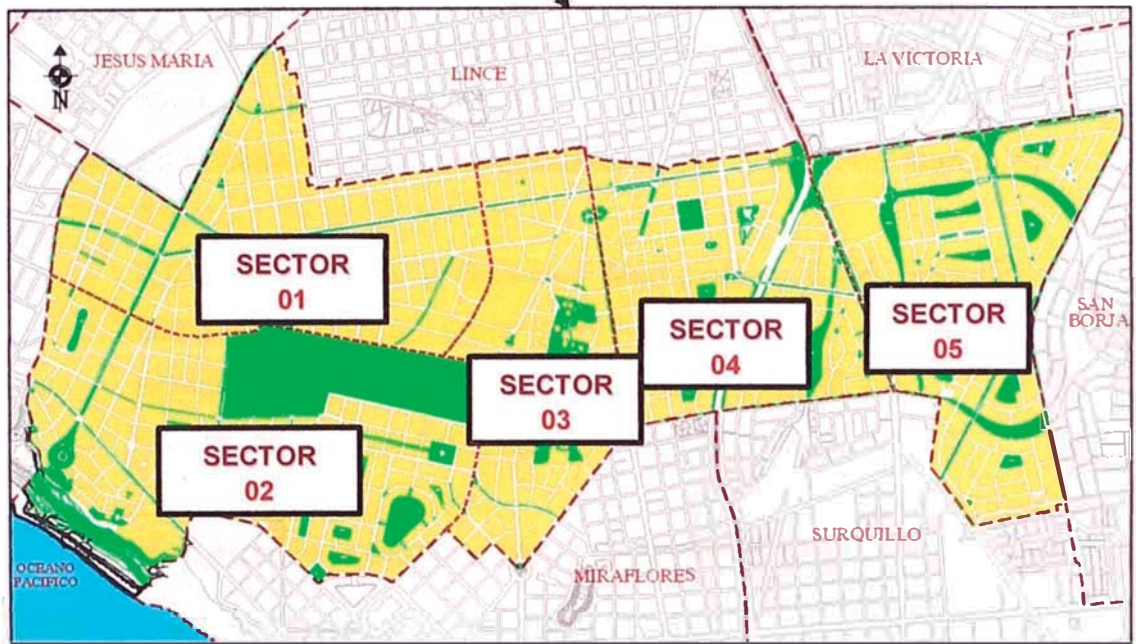 JESUS MARIA
LINCE
LA VICTORIA
N
SECTOR
01
SECTOR
02
SECTOR
03
SECTOR
04
SECTOR
05
SAN
BORJA
SURQUILLO
MIRAFLORES
OCEANO
PACIFICO